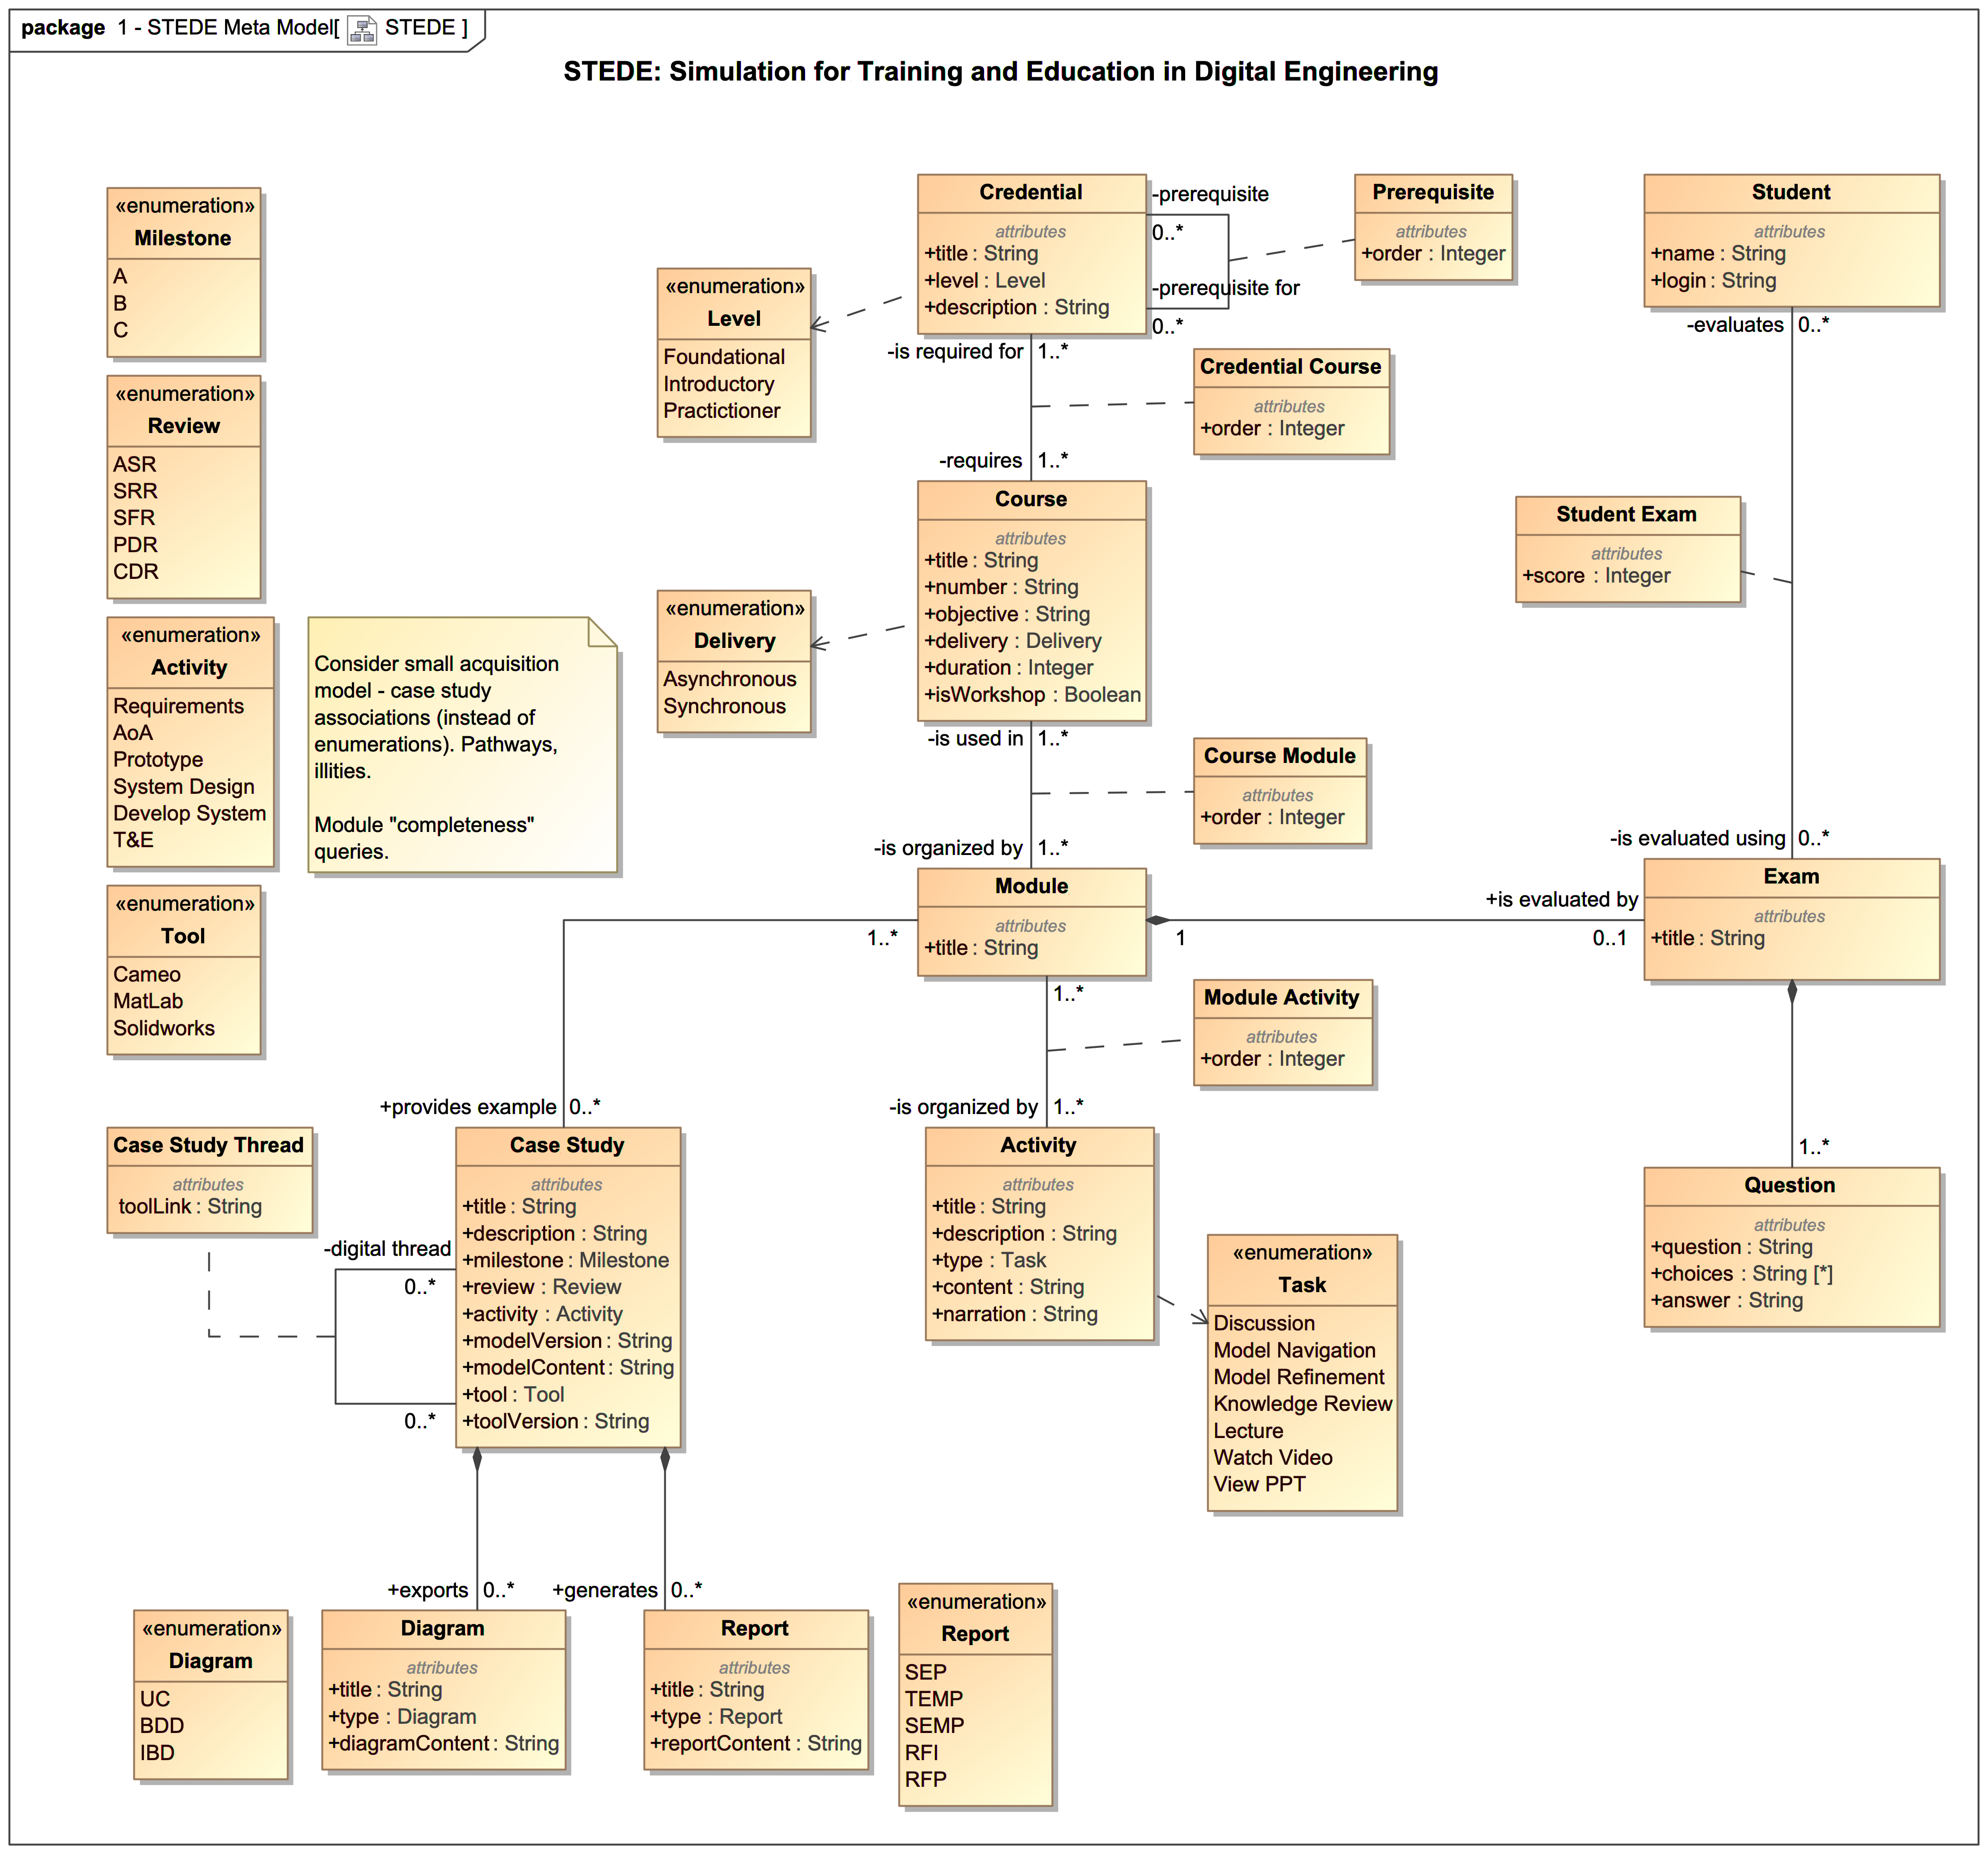 package 1 - STEDE Meta Model[ STEDE ]
STEDE: Simulation for Training and Education in Digital Engineering
«enumeration»
Milestone
A
B
C
«enumeration»
Review
ASR
SRR
SFR
PDR
CDR
«enumeration»
Activity
Requirements
AoA
Prototype
System Design
Develop System
T&E
«enumeration»
Tool
Cameo
MatLab
Solidworks
Consider small acquisition
model - case study
associations (instead of
enumerations). Pathways,
illities.
Module "completeness"
queries.
«enumeration»
Level
Foundational
Introductory
Practictioner
«enumeration»
Delivery
Asynchronous
Synchronous
Credential
attributes
+title : String
+level : Level
+description : String
-prerequisite
0..*
-prerequisite for
0..*
Prerequisite
attributes
+order : Integer
-is required for 1..*
Credential Course
attributes
+order : Integer
-requires 1..*
Course
attributes
+title : String
+number : String
+objective : String
+delivery : Delivery
+duration : Integer
+isWorkshop : Boolean
-is used in 1..*
Course Module
attributes
+order : Integer
-is organized by 1..*
Module
attributes
+title : String
1..*
1
+is evaluated by
0..1
1..*
Module Activity
attributes
+order : Integer
-is organized by 1..*
Activity
attributes
+title : String
+description : String
+type : Task
+content : String
+narration : String
«enumeration»
Task
Discussion
Model Navigation
Model Refinement
Knowledge Review
Lecture
Watch Video
View PPT
Student
attributes
+name : String
+login : String
-evaluates 0..*
Student Exam
attributes
+score : Integer
-is evaluated using 0..*
Exam
attributes
+title : String
1..*
Question
attributes
+question : String
+choices : String [*]
+answer : String
+provides example 0..*
Case Study Thread
attributes
toolLink : String
-digital thread
0..*
0..*
Case Study
attributes
+title : String
+description : String
+milestone : Milestone
+review : Review
+activity : Activity
+modelVersion : String
+modelContent : String
+tool : Tool
+toolVersion : String
+exports 0..*
+generates 0..*
«enumeration»
Diagram
UC
BDD
IBD
Diagram
attributes
+title : String
+type : Diagram
+diagramContent : String
Report
attributes
+title : String
+type : Report
+reportContent : String
«enumeration»
Report
SEP
TEMP
SEMP
RFI
RFP